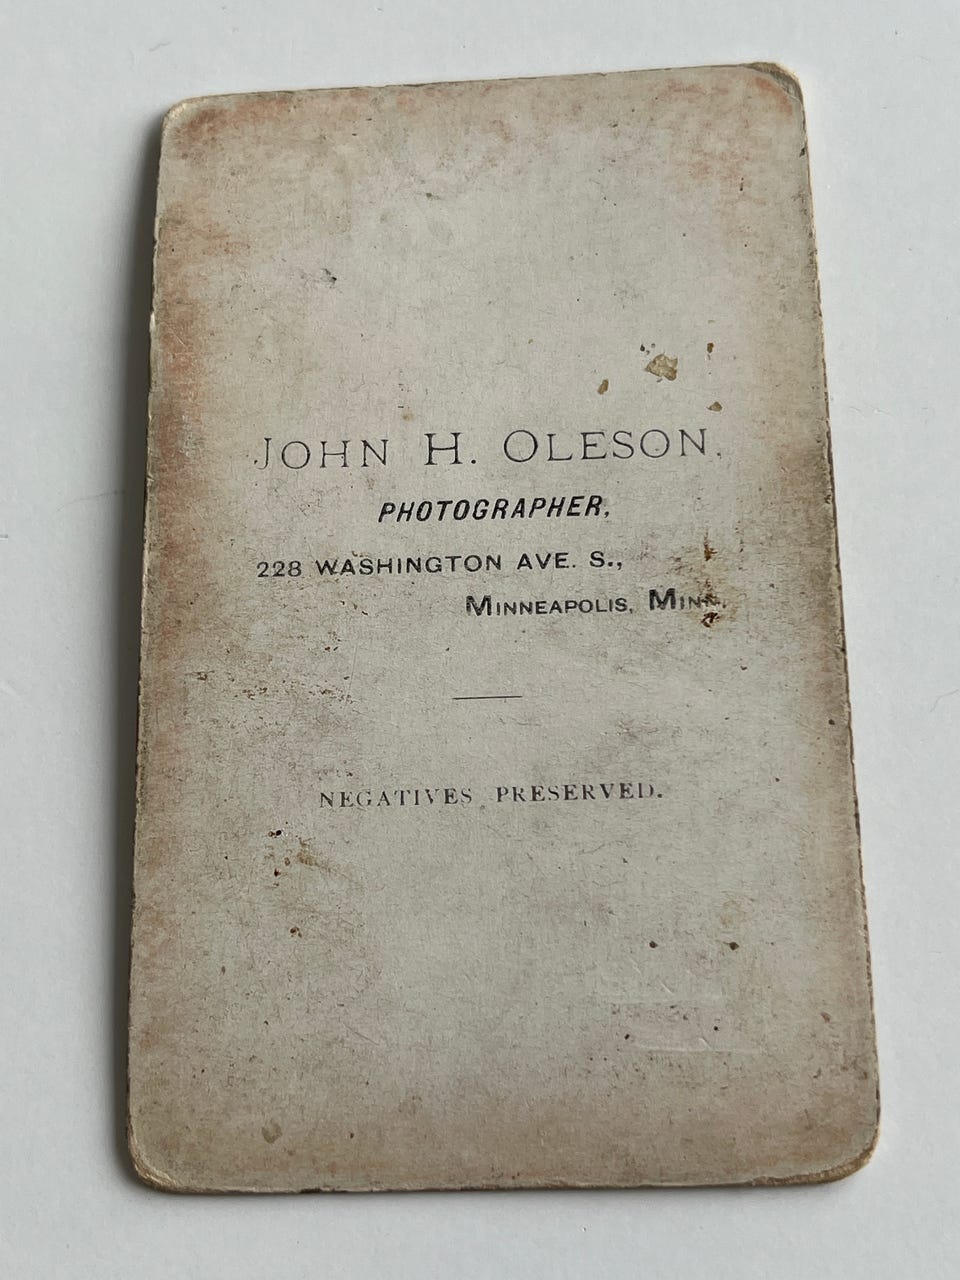 JOHN H. OLESON,
PHOTOGRAPHER,
228 WASHINGTON AVE. S.,
MINNEAPOLIS, MINN.
NEGATIVES PRESERVED.